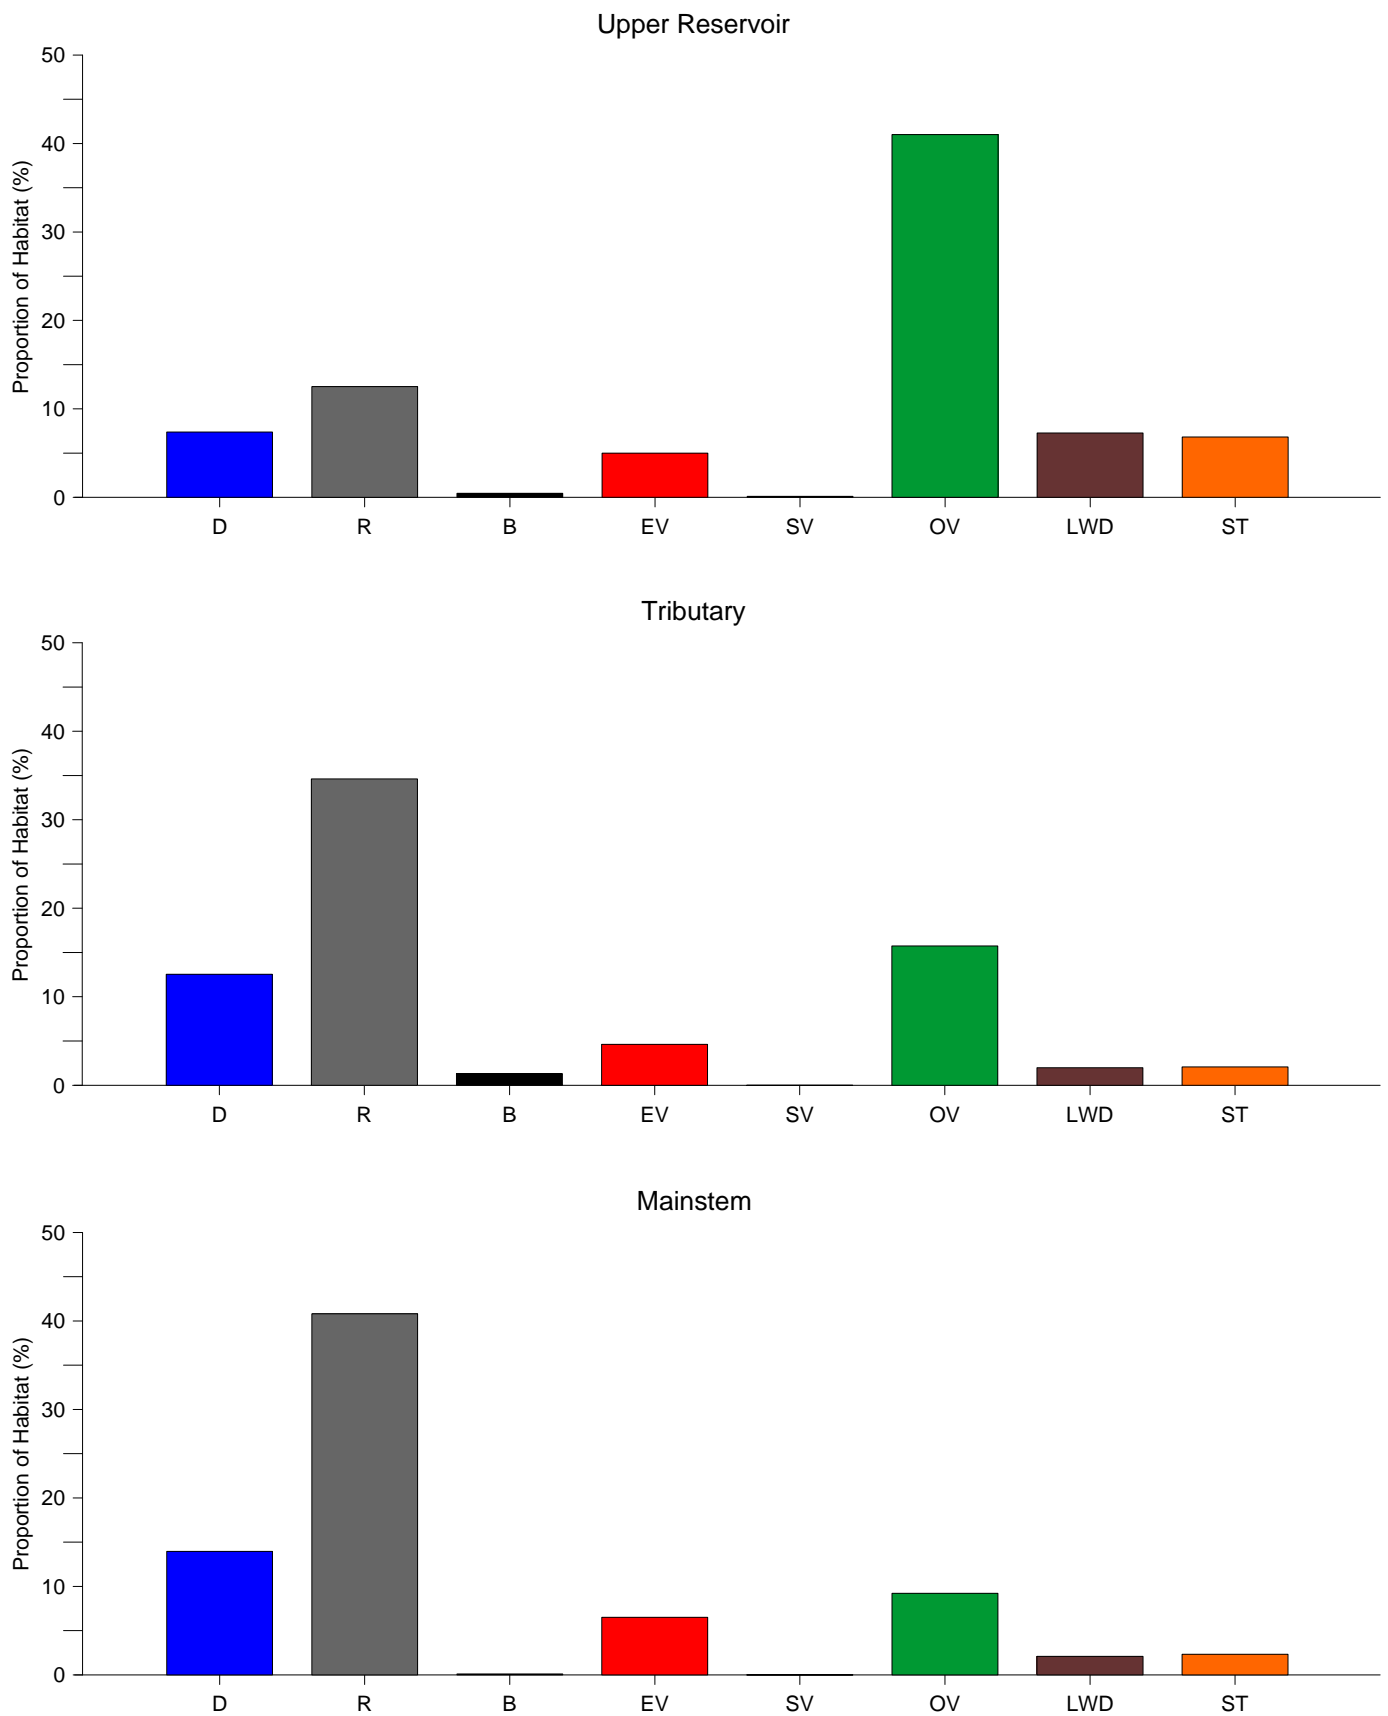 Upper Reservoir
Proportion of Habitat (%)
50
40
30
20
10
0
D R B EV SV OV LWD ST
Tributary
Proportion of Habitat (%)
50
40
30
20
10
0
D R B EV SV OV LWD ST
Mainstem
Proportion of Habitat (%)
50
40
30
20
10
0
D R B EV SV OV LWD ST